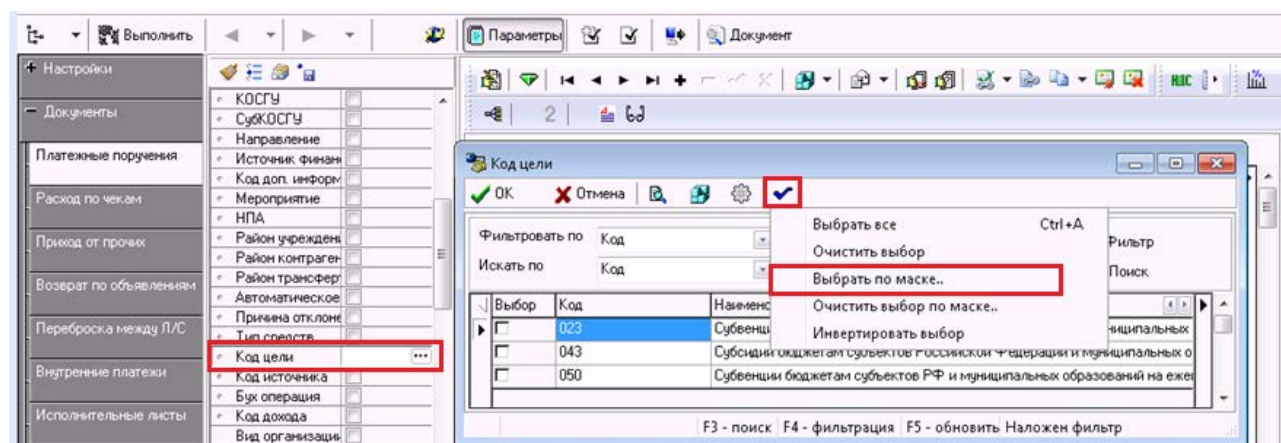 Выполнить
Параметры
Документ
Настройки
Документы
Платежные поручения
Расход по чекам
Приход от прочих
Возврат по объявлениям
Переброска между Л/С
Внутренние платежи
Исполнительные листы
КОСГУ
СубКОСГУ
Направление
Источник финан
Код доп. информ
Мероприятие
НПА
Район учрежден
Район контраген
Район трансфер
Автоматическое
Причина отклоне
Тип средств
Код цели ...
Код источника
Бух операция
Код дохода
Вид организаци
2
Код цели
OK Отмена
Фильтровать по Код Фильтр
Искать по Код Поиск
Выбрать все Ctrl+A
Очистить выбор
Выбрать по маске..
Очистить выбор по маске..
Инвертировать выбор
Выбор Код Наимено
023 Субвенц ниципальных
043 Субсидии бюджетам субъектов Российской Федерации и муниципальных о
050 Субвенции бюджетам субъектов РФ и муниципальных образований на еже
F3 - поиск F4 - фильтрация F5 - обновить Наложен фильтр